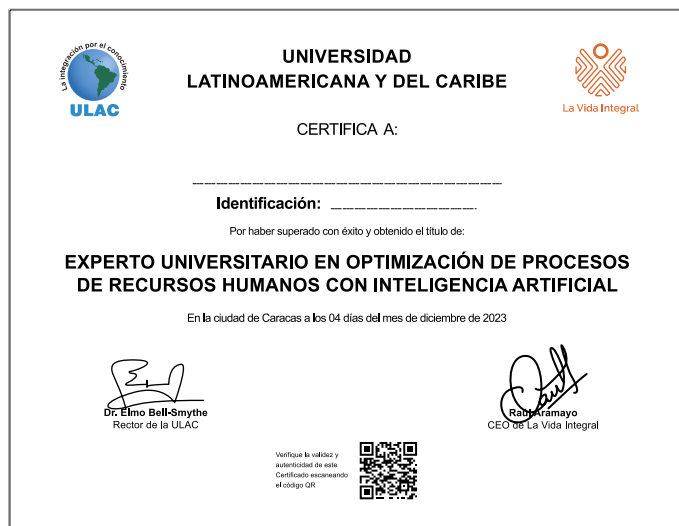 La integración por el conocimiento
ULAC
UNIVERSIDAD
LATINOAMERICANA Y DEL CARIBE
La Vida Integral
CERTIFICA A:
Identificación:
Por haber superado con éxito y obtenido el título de:
EXPERTO UNIVERSITARIO EN OPTIMIZACIÓN DE PROCESOS
DE RECURSOS HUMANOS CON INTELIGENCIA ARTIFICIAL
En la ciudad de Caracas a los 04 días del mes de diciembre de 2023
Dr. Elmo Bell-Smythe
Rector de la ULAC
Raúl Aramayo
CEO de La Vida Integral
Verifique la validez y
autenticidad de este
Certificado escaneando
el código QR